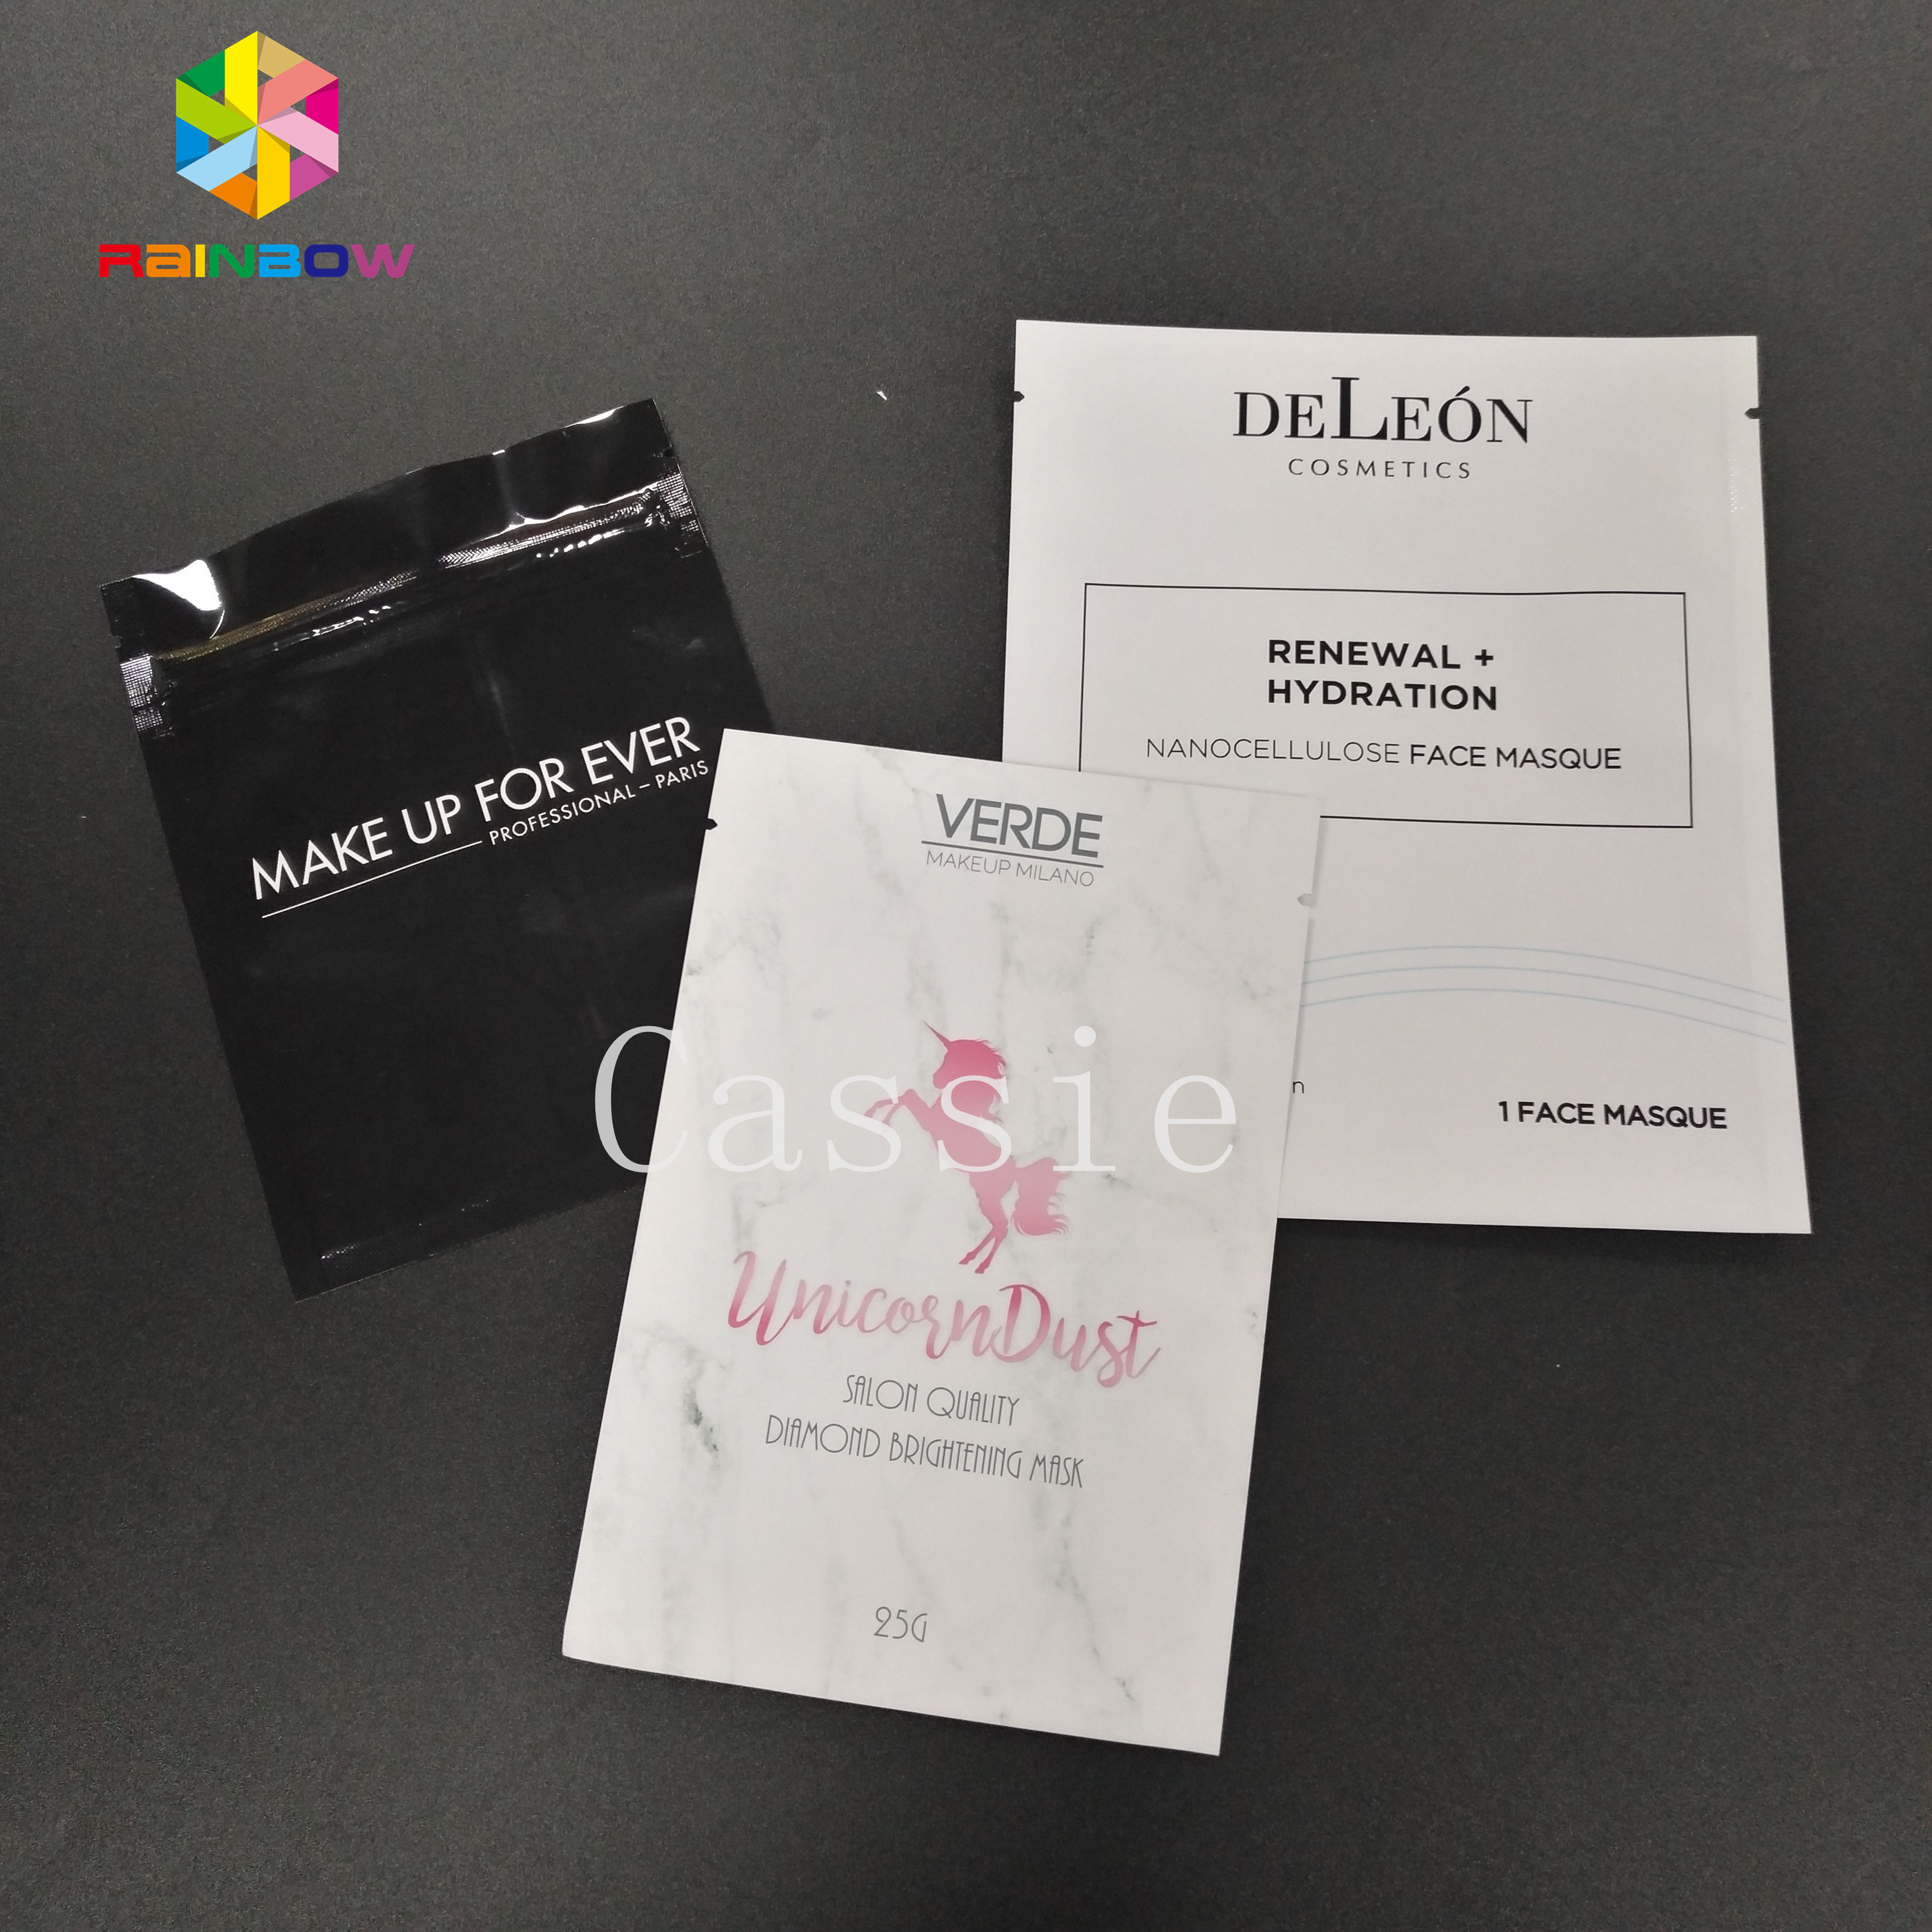 RAINBOW
DELEÓN
COSMETICS
RENEWAL +
HYDRATION
NANOCELLULOSE FACE MASQUE
n
1 FACE MASQUE
MAKE UP FOR EVER
PROFESSIONAL – PARIS
VERDE
MAKEUP MILANO
Cassie
UnicornDust
SALON QUALITY
DIAMOND BRIGHTENING MASK
25G